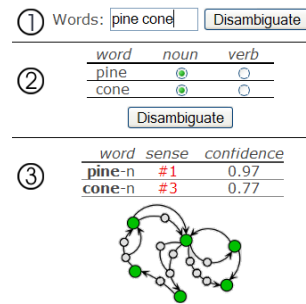 ① Words: pine cone Disambiguate
② word noun verb
pine
cone
Disambiguate
③ word sense confidence
pine-n #1 0.97
cone-n #3 0.77